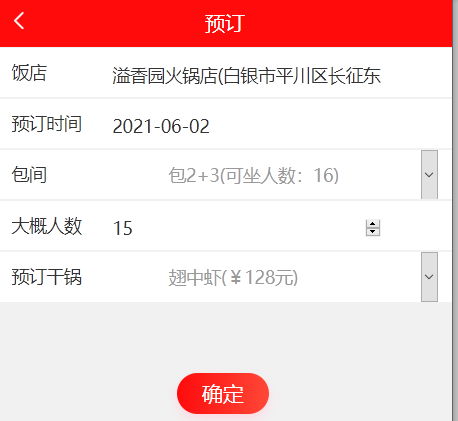 预订
饭店 溢香园火锅店(白银市平川区长征东
预订时间 2021-06-02
包间 包2+3(可坐人数：16)
大概人数 15
预订干锅 翅中虾(￥128元)
确定